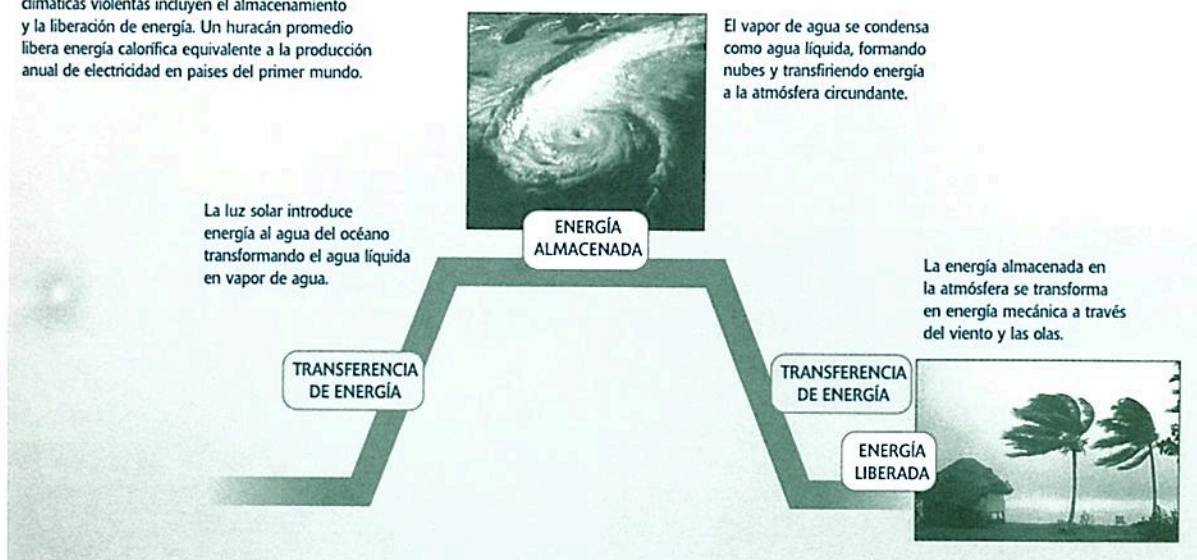 climáticas violentas incluyen el almacenamiento
y la liberación de energía. Un huracán promedio
libera energía calorífica equivalente a la producción
anual de electricidad en paises del primer mundo.
El vapor de agua se condensa
como agua líquida, formando
nubes y transfiriendo energía
a la atmósfera circundante.
La luz solar introduce
energía al agua del océano
transformando el agua líquida
en vapor de agua.
ENERGÍA
ALMACENADA
La energía almacenada en
la atmósfera se transforma
en energía mecánica a través
del viento y las olas.
TRANSFERENCIA
DE ENERGÍA
TRANSFERENCIA
DE ENERGÍA
ENERGÍA
LIBERADA